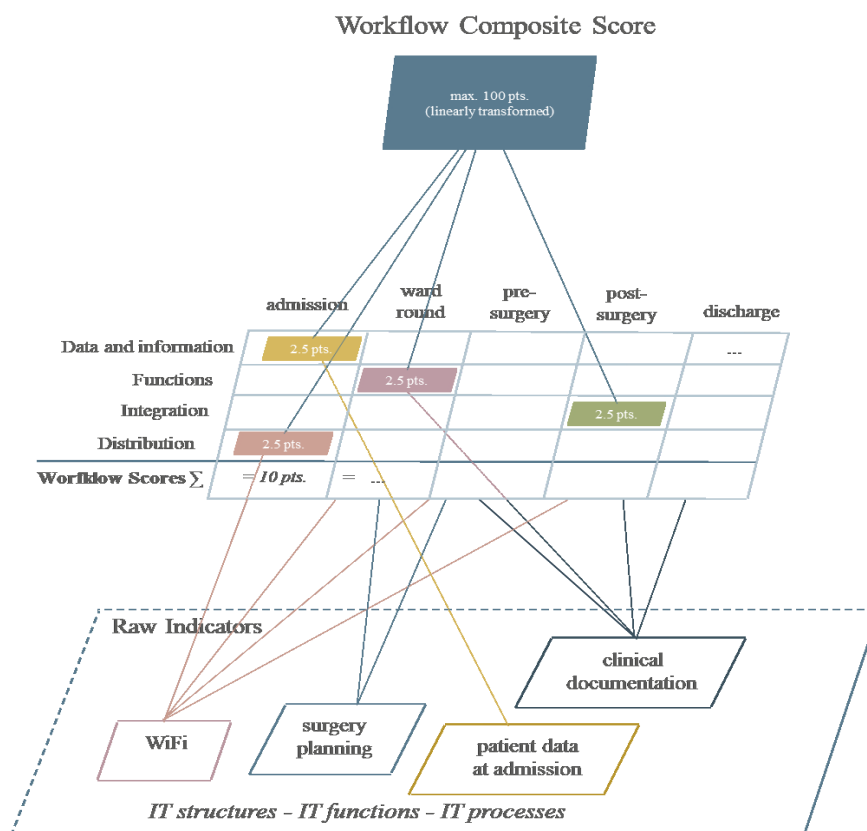 Workflow Composite Score
max. 100 pts.
(linearly transformed)
admission
ward
round
pre-
surgery
post-
surgery
discharge
Data and information
2.5 pts.
...
Functions
2.5 pts.
Integration
2.5 pts.
Distribution
2.5 pts.
Worfklow Scores ∑
= 10 pts.
= ...
Raw Indicators
clinical
documentation
WiFi
surgery
planning
patient data
at admission
IT structures - IT functions - IT processes